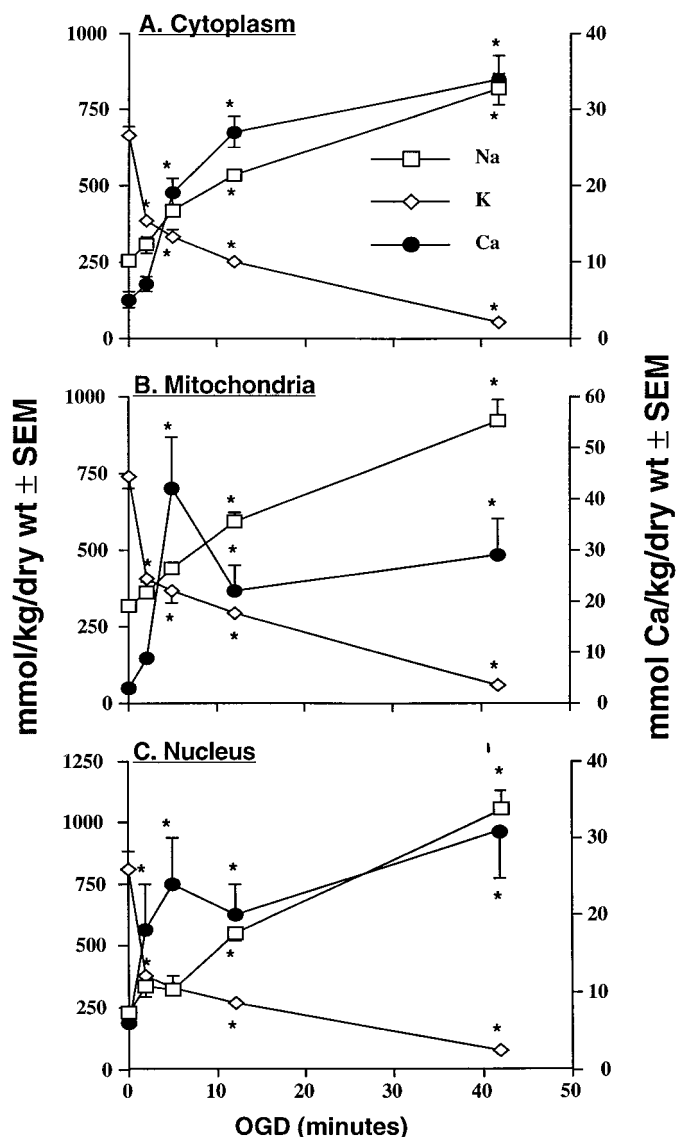 A. Cytoplasm
1000
750
500
250
0
40
30
20
10
0
Na
K
Ca
* * * * * * * * * *
B. Mitochondria
1000
750
500
250
0
60
50
40
30
20
10
0
* * * * * * * * *
C. Nucleus
1250
1000
750
500
250
0
40
30
20
10
0
* * * * * * * * * *
0 10 20 30 40 50
OGD (minutes)
mmol/kg/dry wt ± SEM
mmol Ca/kg/dry wt ± SEM